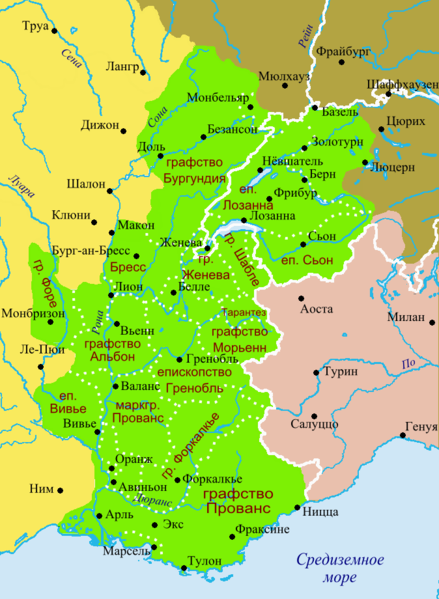 Труа
Сена
Рейн
Фрайбург
Лангр
Мюлхауз
Шаффхаузен
Монбельяр
Базель
Сона
Цюрих
Дижон
Безансон
Золотурн
Доль
графство
Бургундия
Нёвшатель
Берн
Люцерн
Луара
Шалон
еп.
Лозанна
Фрибур
Клюни
Макон
Лозанна
Женева
Сьон
Бург-ан-Бресс
Бресс
гр. Шабле
еп. Сьон
гр.
Женева
гр. Форе
Лион
Белле
Аоста
Монбризон
Рона
Вьенн
Тарантез
графство
Морьенн
Милан
графство
Альбон
Ле-Пюи
Гренобль
По
епископство
Гренобль
Турин
Валанс
еп.
Вивье
маркгр.
Прованс
Салуццо
Вивье
гр. Форкалькье
Генуя
Оранж
Форкалькье
Ним
Авиньон
Дюранс
графство
Прованс
Арль
Экс
Ницца
Фраксине
Марсель
Тулон
Средиземное
море